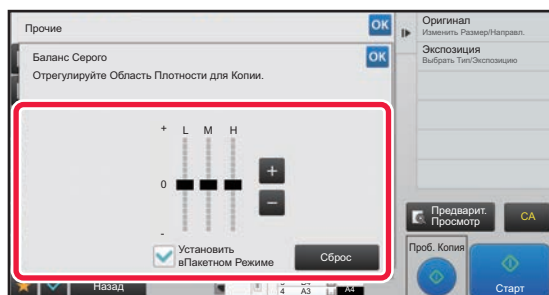 Прочие
OK
Баланс Серого
OK
Отрегулируйте Область Плотности для Копии.
+ L M H
0
-
+
−
Установить
вПакетном Режиме
Сброс
Назад
4 A3
A4
Оригинал
Изменить Размер/Направл.
Экспозиция
Выбрать Тип/Экспозицию
Предварит.
Просмотр
CA
Проб. Копия
Старт